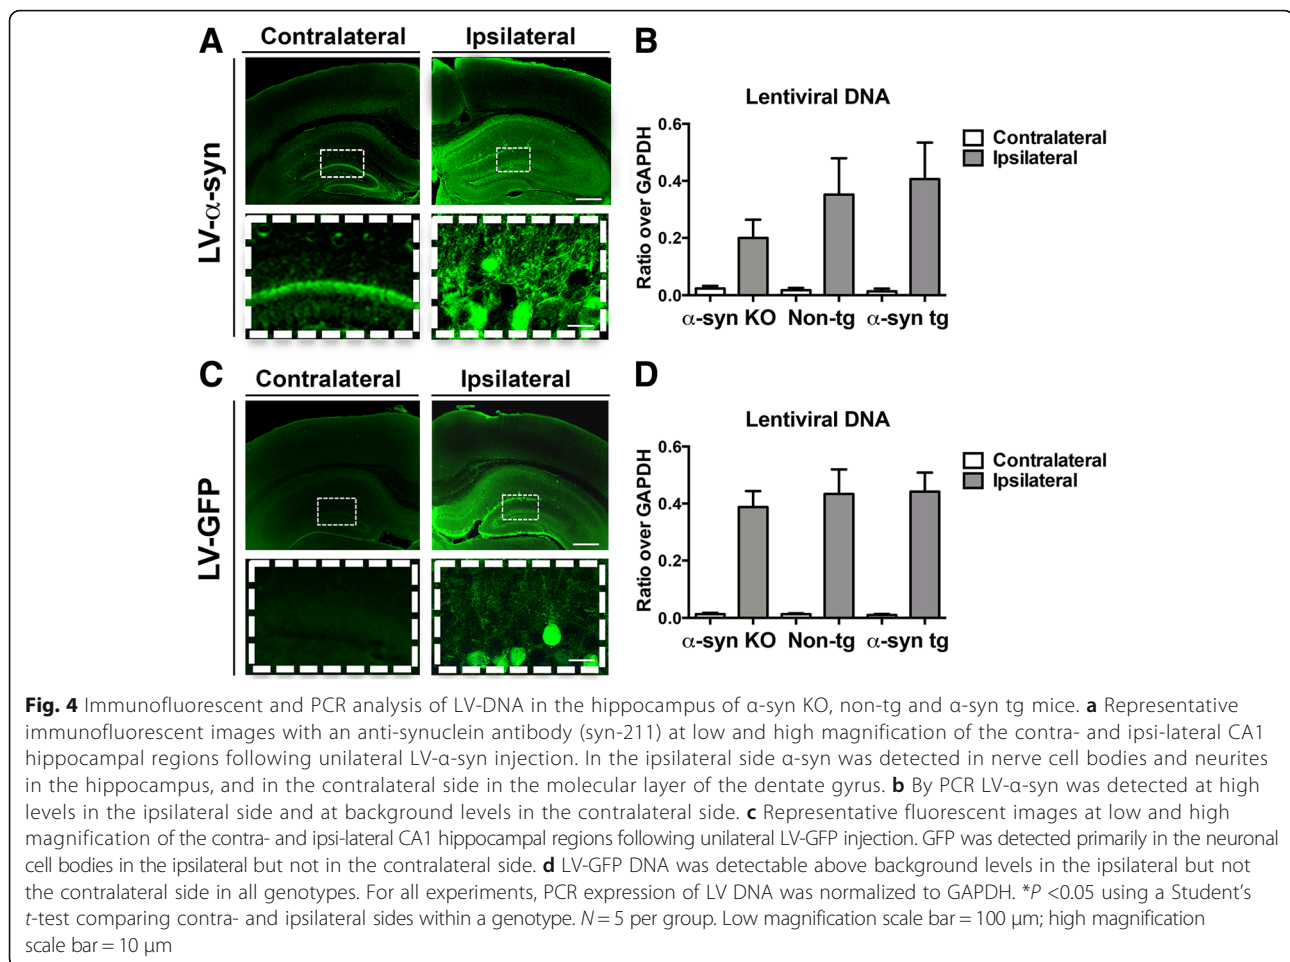 A
Contralateral
Ipsilateral
LV-α-syn
B
Lentiviral DNA
Ratio over GAPDH
0.6
0.4
0.2
0.0
α-syn KO Non-tg α-syn tg
Contralateral
Ipsilateral
C
Contralateral
Ipsilateral
LV-GFP
D
Lentiviral DNA
Ratio over GAPDH
0.6
0.4
0.2
0.0
α-syn KO Non-tg α-syn tg
Contralateral
Ipsilateral
Fig. 4 Immunofluorescent and PCR analysis of LV-DNA in the hippocampus of α-syn KO, non-tg and α-syn tg mice. a Representative
immunofluorescent images with an anti-synuclein antibody (syn-211) at low and high magnification of the contra- and ipsi-lateral CA1
hippocampal regions following unilateral LV-α-syn injection. In the ipsilateral side α-syn was detected in nerve cell bodies and neurites
in the hippocampus, and in the contralateral side in the molecular layer of the dentate gyrus. b By PCR LV-α-syn was detected at high
levels in the ipsilateral side and at background levels in the contralateral side. c Representative fluorescent images at low and high
magnification of the contra- and ipsi-lateral CA1 hippocampal regions following unilateral LV-GFP injection. GFP was detected primarily in the neuronal
cell bodies in the ipsilateral but not in the contralateral side. d LV-GFP DNA was detectable above background levels in the ipsilateral but not
the contralateral side in all genotypes. For all experiments, PCR expression of LV DNA was normalized to GAPDH. *P <0.05 using a Student's
t-test comparing contra- and ipsilateral sides within a genotype. N = 5 per group. Low magnification scale bar = 100 μm; high magnification
scale bar = 10 μm